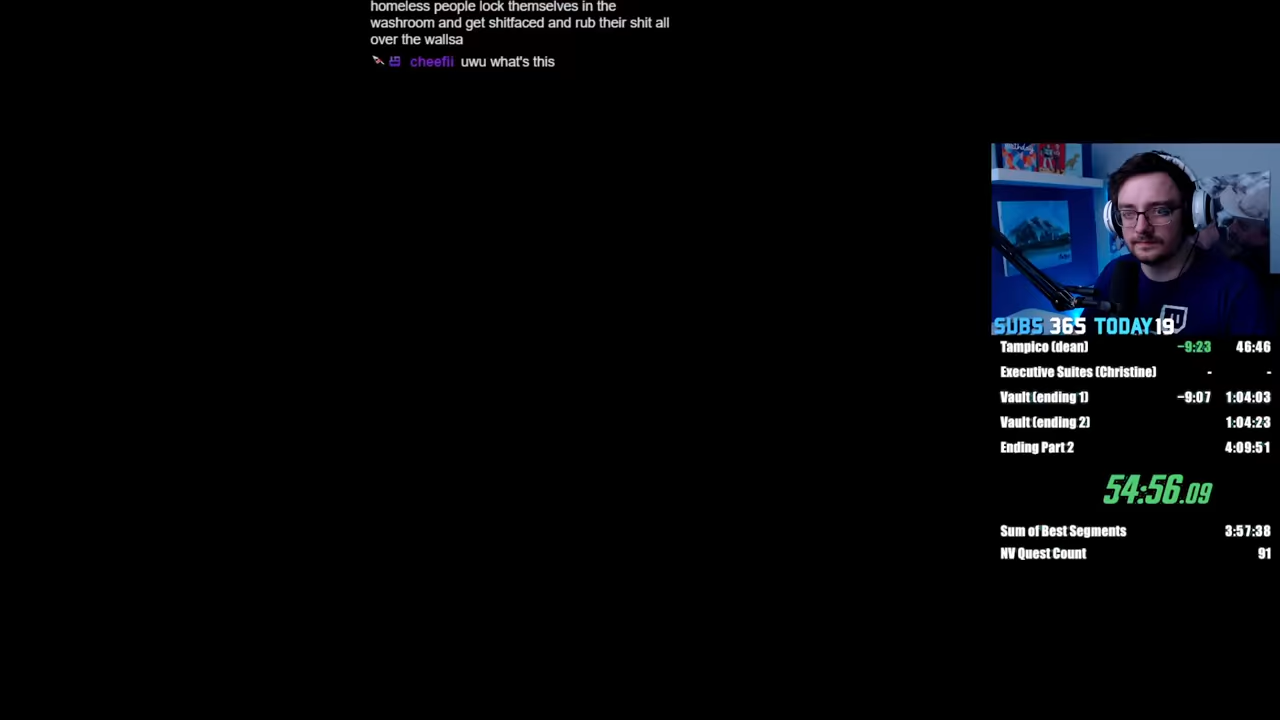 homeless people lock themselves in the
washroom and get shitfaced and rub their shit all
over the wallsa
cheefii uwu what's this
SUBS 365 TODAY 19
Tampico (dean) −9:23 46:46
Executive Suites (Christine) - -
Vault (ending 1) −9:07 1:04:03
Vault (ending 2) 1:04:23
Ending Part 2 4:09:51
54:56.09
Sum of Best Segments 3:57:38
NV Quest Count 91